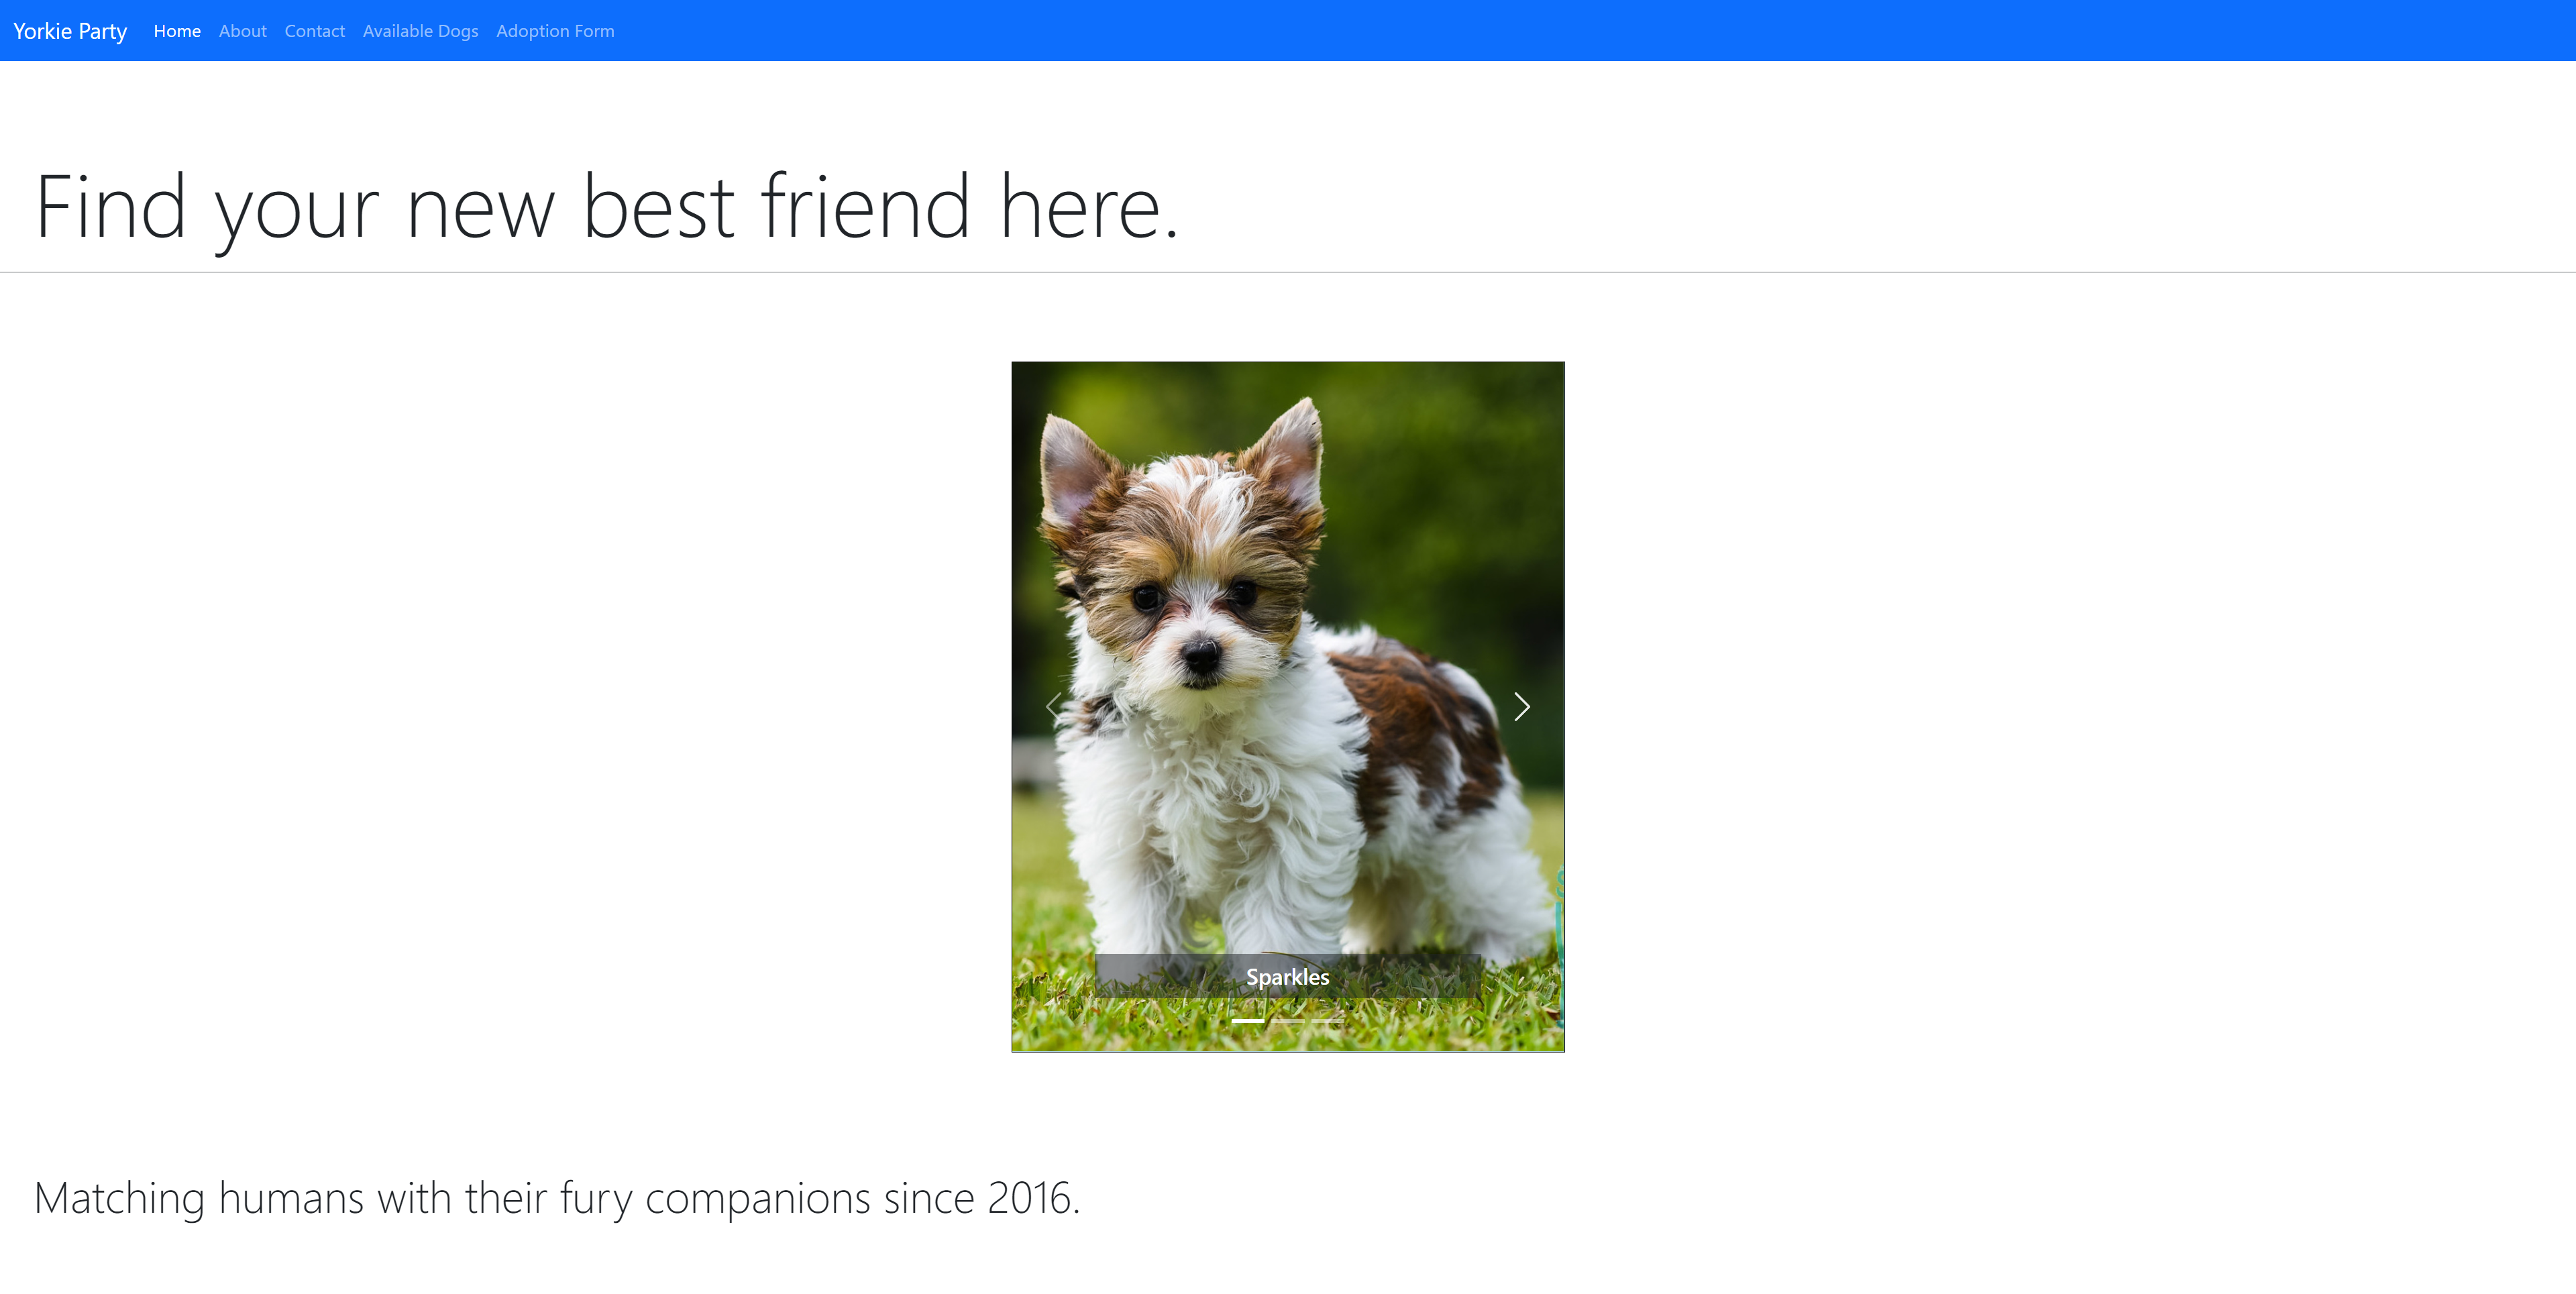 Yorkie Party Home About Contact Available Dogs Adoption Form
Find your new best friend here.
Sparkles
Matching humans with their fury companions since 2016.